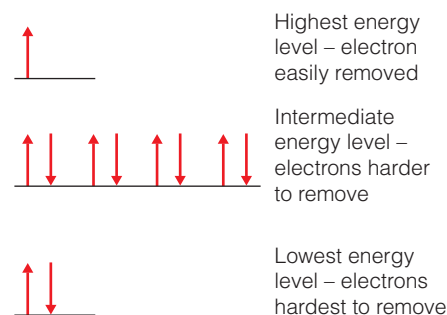 Highest energy
level – electron
easily removed
Intermediate
energy level –
electrons harder
to remove
Lowest energy
level – electrons
hardest to remove